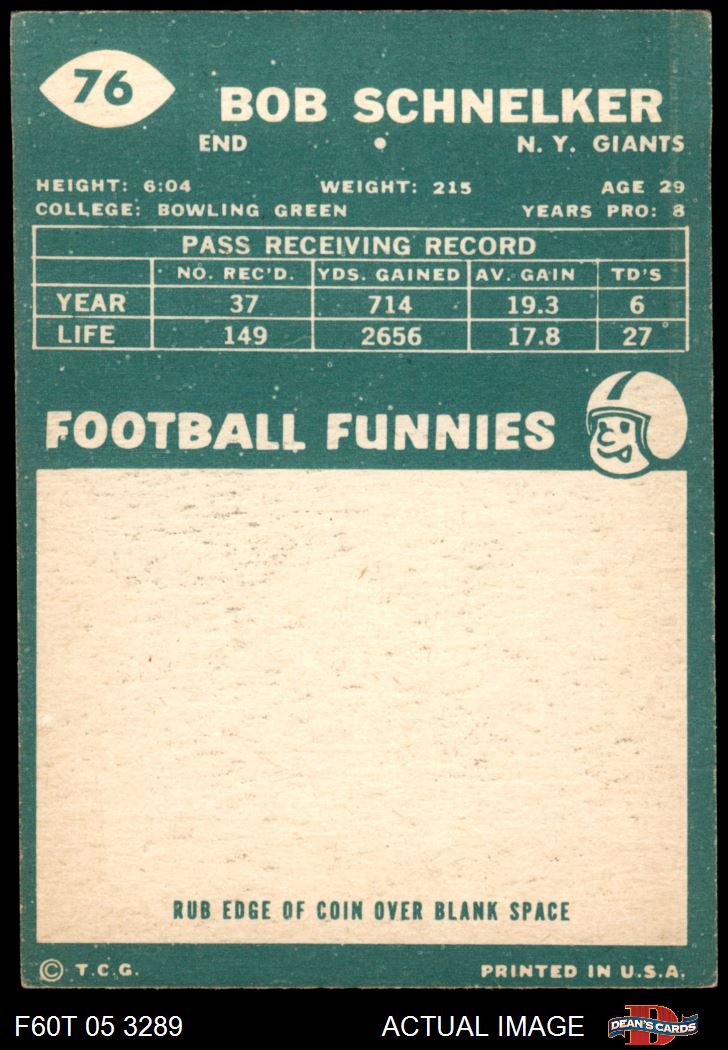 76
BOB SCHNELKER
END • N. Y. GIANTS
HEIGHT: 6:04 WEIGHT: 215 AGE 29
COLLEGE: BOWLING GREEN YEARS PRO: 8
PASS RECEIVING RECORD
NO. REC'D. YDS. GAINED AV. GAIN TD'S
YEAR 37 714 19.3 6
LIFE 149 2656 17.8 27
FOOTBALL FUNNIES
RUB EDGE OF COIN OVER BLANK SPACE
© T.C.G. PRINTED IN U.S.A.
F60T 05 3289 ACTUAL IMAGE D DEAN'S CARDS